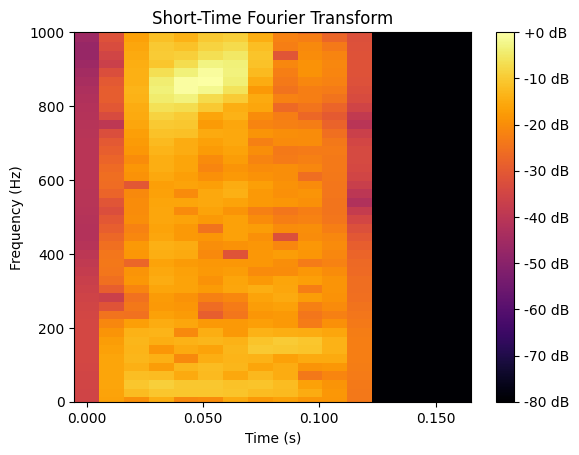 Short-Time Fourier Transform
1000
800
600
400
200
0
Frequency (Hz)
0.000
0.050
0.100
0.150
Time (s)
+0 dB
-10 dB
-20 dB
-30 dB
-40 dB
-50 dB
-60 dB
-70 dB
-80 dB